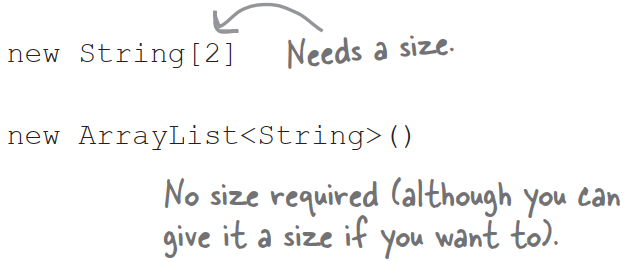 new String[2]
Needs a size.
new ArrayList<String>()
No size required (although you can
give it a size if you want to).